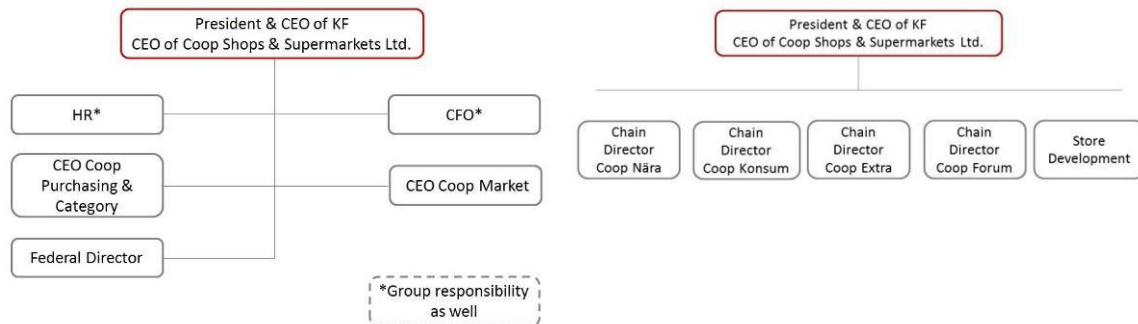 President & CEO of KF
CEO of Coop Shops & Supermarkets Ltd.
HR*
CFO*
CEO Coop
Purchasing &
Category
CEO Coop Market
Federal Director
*Group responsibility
as well
President & CEO of KF
CEO of Coop Shops & Supermarkets Ltd.
Chain
Director
Coop Nära
Chain
Director
Coop Konsum
Chain
Director
Coop Extra
Chain
Director
Coop Forum
Store
Development